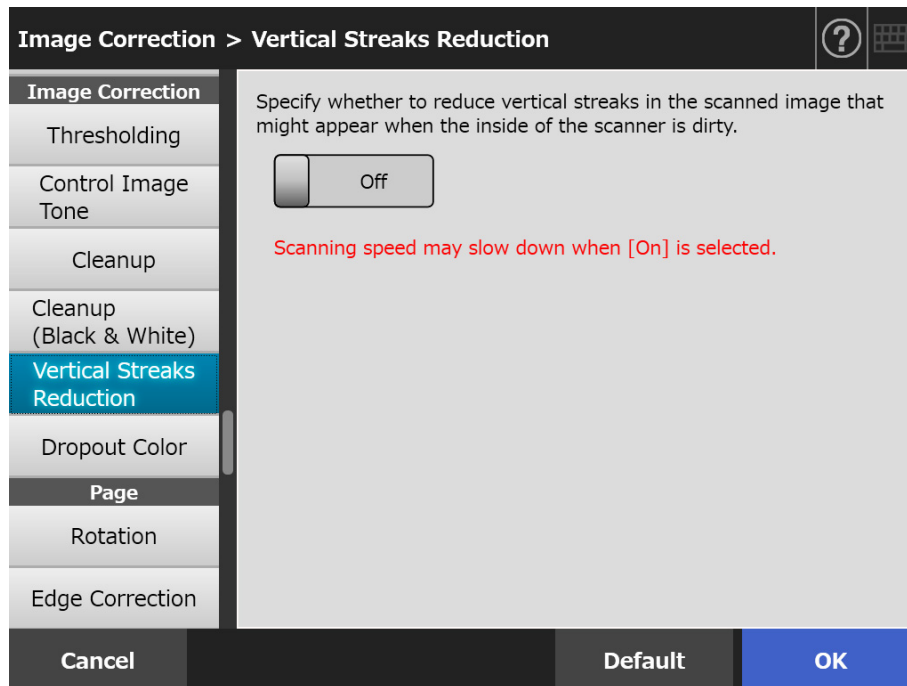 Image Correction > Vertical Streaks Reduction
?
Image Correction
Thresholding
Control Image
Tone
Cleanup
Cleanup
(Black & White)
Vertical Streaks
Reduction
Dropout Color
Page
Rotation
Edge Correction
Specify whether to reduce vertical streaks in the scanned image that
might appear when the inside of the scanner is dirty.
Off
Scanning speed may slow down when [On] is selected.
Cancel
Default
OK